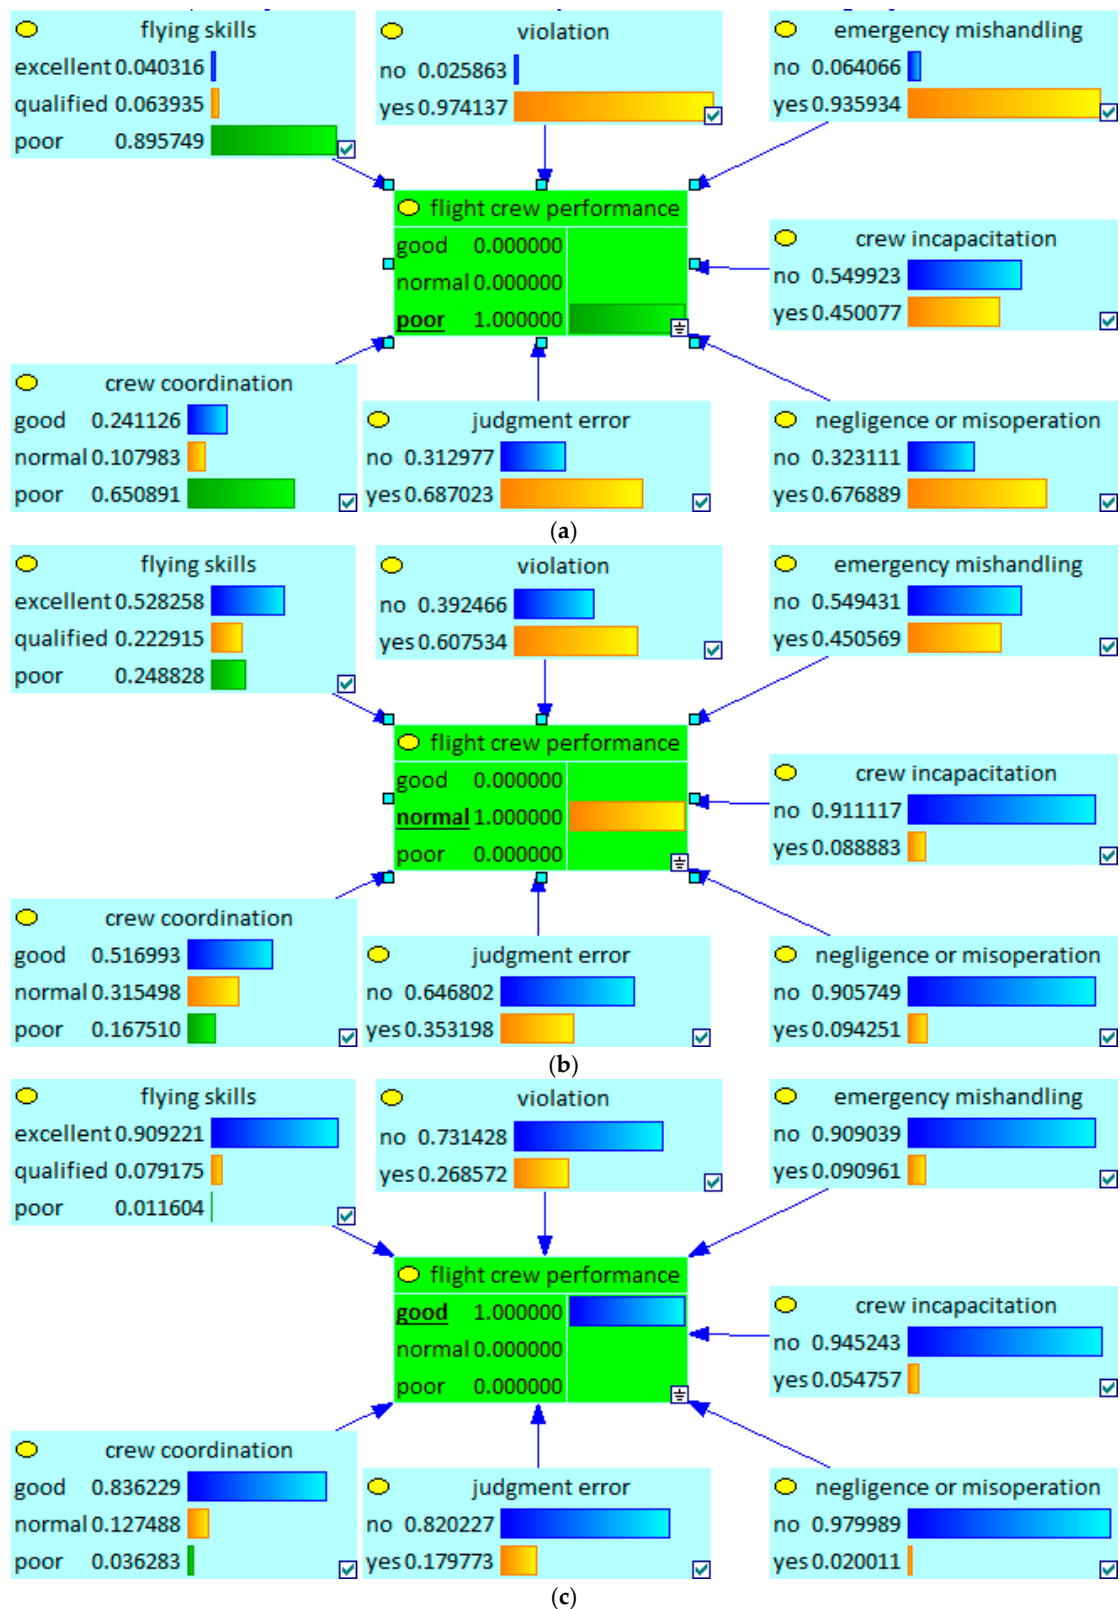 flying skills
excellent 0.040316
qualified 0.063935
poor 0.895749
violation
no 0.025863
yes 0.974137
emergency mishandling
no 0.064066
yes 0.935934
flight crew performance
good 0.000000
normal 0.000000
poor 1.000000
crew incapacitation
no 0.549923
yes 0.450077
crew coordination
good 0.241126
normal 0.107983
poor 0.650891
judgment error
no 0.312977
yes 0.687023
negligence or misoperation
no 0.323111
yes 0.676889
(a)
flying skills
excellent 0.528258
qualified 0.222915
poor 0.248828
violation
no 0.392466
yes 0.607534
emergency mishandling
no 0.549431
yes 0.450569
flight crew performance
good 0.000000
normal 1.000000
poor 0.000000
crew incapacitation
no 0.911117
yes 0.088883
crew coordination
good 0.516993
normal 0.315498
poor 0.167510
judgment error
no 0.646802
yes 0.353198
negligence or misoperation
no 0.905749
yes 0.094251
(b)
flying skills
excellent 0.909221
qualified 0.079175
poor 0.011604
violation
no 0.731428
yes 0.268572
emergency mishandling
no 0.909039
yes 0.090961
flight crew performance
good 1.000000
normal 0.000000
poor 0.000000
crew incapacitation
no 0.945243
yes 0.054757
crew coordination
good 0.836229
normal 0.127488
poor 0.036283
judgment error
no 0.820227
yes 0.179773
negligence or misoperation
no 0.979989
yes 0.020011
(c)